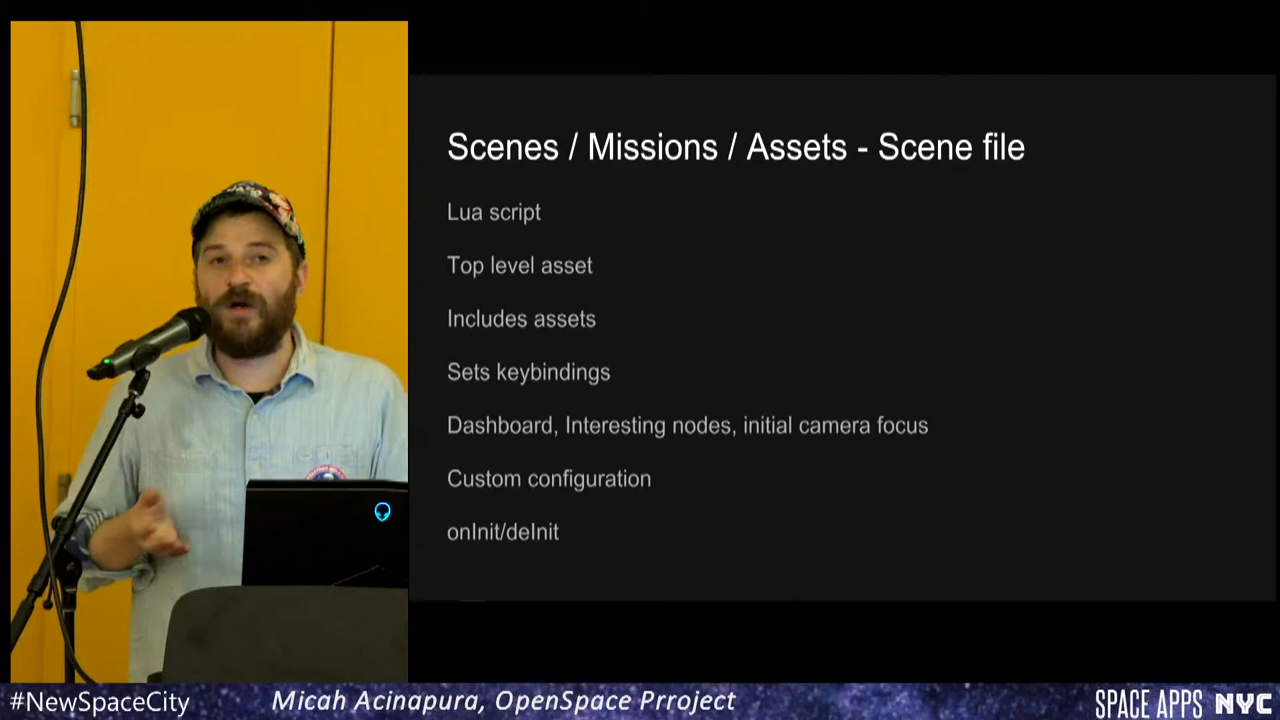 Scenes / Missions / Assets - Scene file
Lua script
Top level asset
Includes assets
Sets keybindings
Dashboard, Interesting nodes, initial camera focus
Custom configuration
onInit/deInit
#NewSpaceCity
Micah Acinapura, OpenSpace Prroject
SPACE APPS NYC